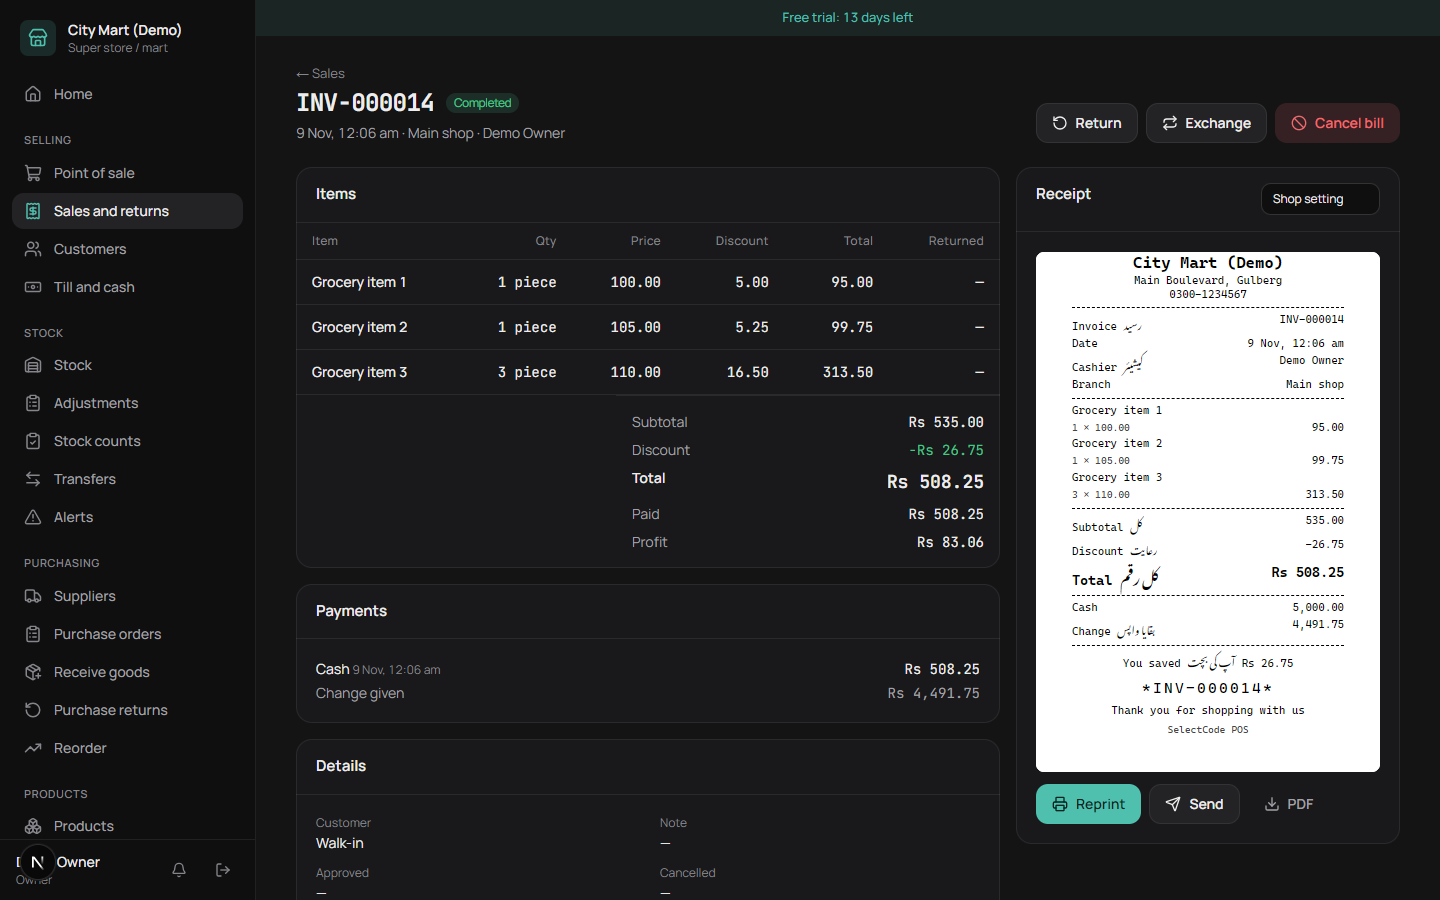 City Mart (Demo)
Super store / mart
Home
SELLING
Point of sale
Sales and returns
Customers
Till and cash
STOCK
Stock
Adjustments
Stock counts
Transfers
Alerts
PURCHASING
Suppliers
Purchase orders
Receive goods
Purchase returns
Reorder
PRODUCTS
Products
N Owner
Owner
Free trial: 13 days left
← Sales
INV-000014 Completed
9 Nov, 12:06 am · Main shop · Demo Owner
Return Exchange Cancel bill
Items
Item Qty Price Discount Total Returned
Grocery item 1 1 piece 100.00 5.00 95.00 —
Grocery item 2 1 piece 105.00 5.25 99.75 —
Grocery item 3 3 piece 110.00 16.50 313.50 —
Subtotal Rs 535.00
Discount -Rs 26.75
Total Rs 508.25
Paid Rs 508.25
Profit Rs 83.06
Payments
Cash 9 Nov, 12:06 am Rs 508.25
Change given Rs 4,491.75
Details
Customer Note
Walk-in —
Approved Cancelled
— —
Receipt Shop setting
City Mart (Demo)
Main Boulevard, Gulberg
0300-1234567
Invoice رسید INV-000014
Date 9 Nov, 12:06 am
Cashier کیشیئر Demo Owner
Branch Main shop
Grocery item 1
1 × 100.00 95.00
Grocery item 2
1 × 105.00 99.75
Grocery item 3
3 × 110.00 313.50
Subtotal کل 535.00
Discount رعایت -26.75
Total کل رقم Rs 508.25
Cash 5,000.00
Change بقایا واپس 4,491.75
You saved آپ کی بچت Rs 26.75
*INV-000014*
Thank you for shopping with us
SelectCode POS
Reprint Send PDF